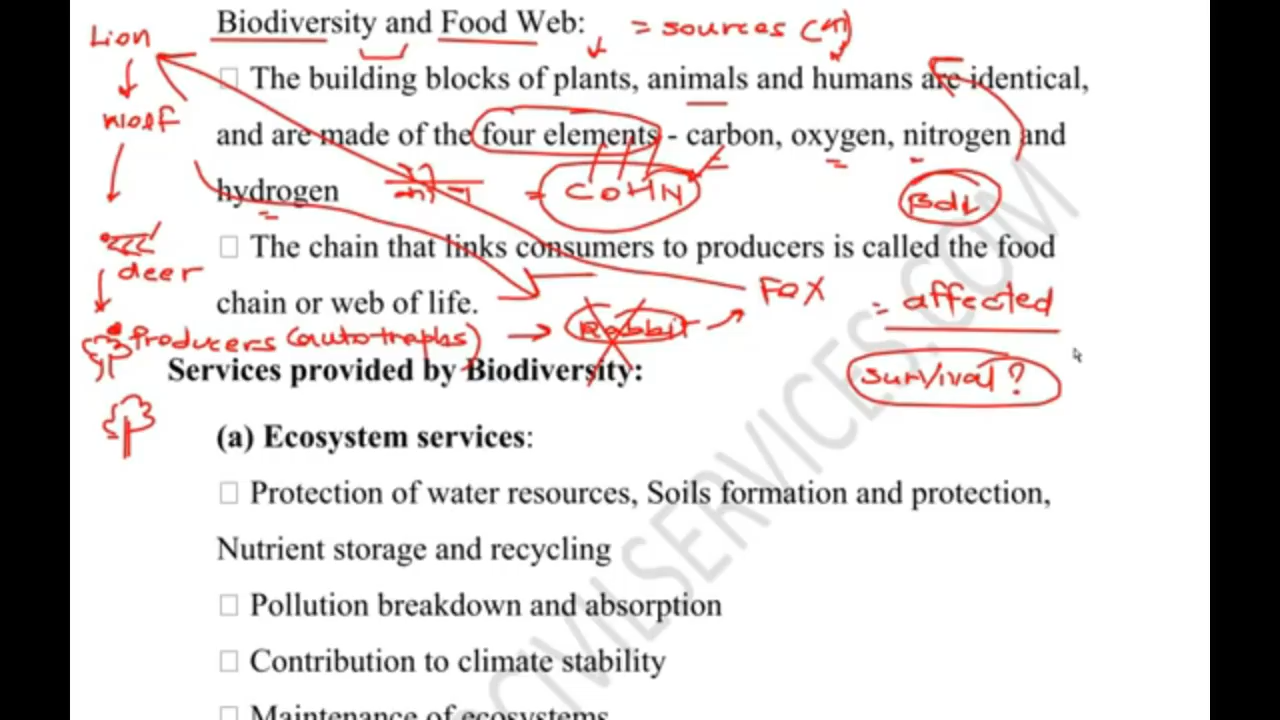 Biodiversity and Food Web: = sources (
Lion
□ The building blocks of plants, animals and humans are identical,
wolf
and are made of the four elements - carbon, oxygen, nitrogen and
hydrogen = COHN BdL
□ The chain that links consumers to producers is called the food
deer
chain or web of life. Fox = affected
Producers (autotrophs) Rabbit
Services provided by Biodiversity: survival?
(a) Ecosystem services:
□ Protection of water resources, Soils formation and protection,
Nutrient storage and recycling
□ Pollution breakdown and absorption
□ Contribution to climate stability
□ Maintenance of ecosystems
CIVILSERVICES.COM